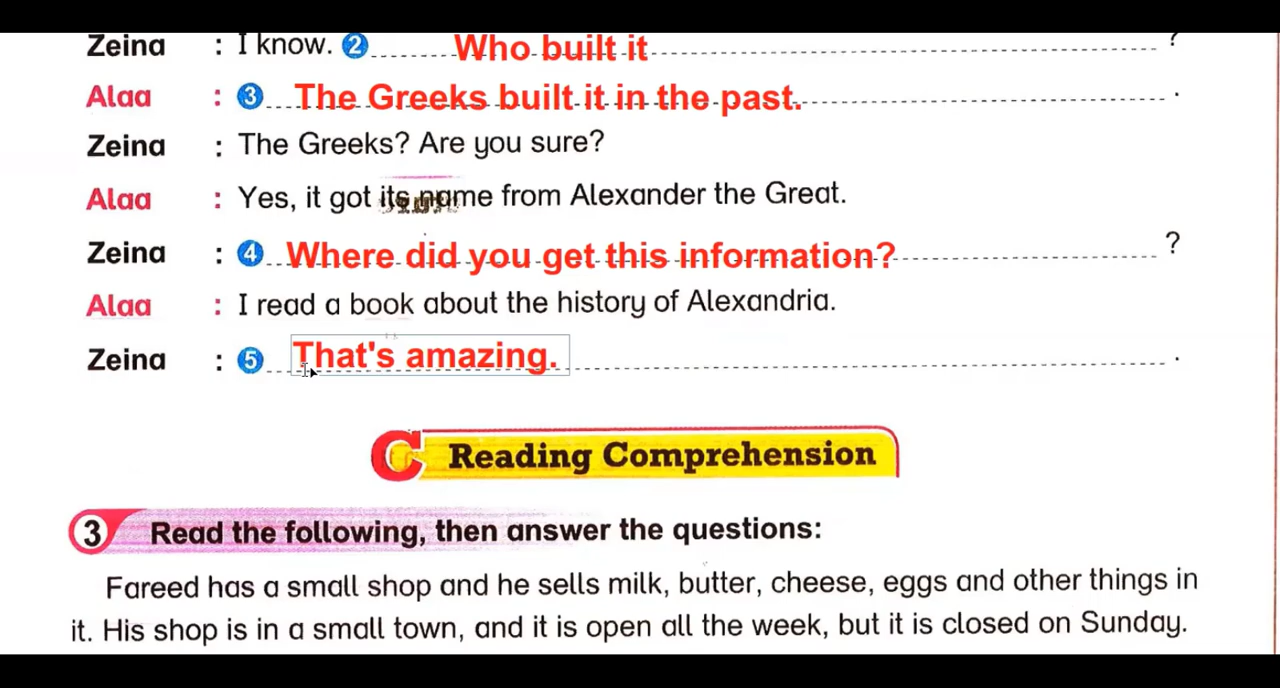 Zeina : I know. 2 Who built it ?
Alaa : 3 The Greeks built it in the past. .
Zeina : The Greeks? Are you sure?
Alaa : Yes, it got its name from Alexander the Great.
Zeina : 4 Where did you get this information? ?
Alaa : I read a book about the history of Alexandria.
Zeina : 5 That's amazing. .
C Reading Comprehension
3 Read the following, then answer the questions:
Fareed has a small shop and he sells milk, butter, cheese, eggs and other things in
it. His shop is in a small town, and it is open all the week, but it is closed on Sunday.